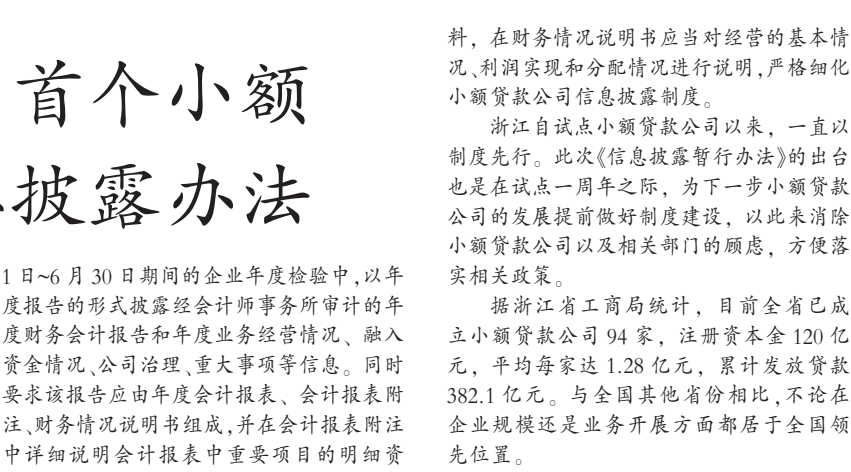 首个小额
披露办法
1 日~6 月 30 日期间的企业年度检验中,以年
度报告的形式披露经会计师事务所审计的年
度财务会计报告和年度业务经营情况、融入
资金情况、公司治理、重大事项等信息。同时
要求该报告应由年度会计报表、会计报表附
注、财务情况说明书组成,并在会计报表附注
中详细说明会计报表中重要项目的明细资
料，在财务情况说明书应当对经营的基本情
况、利润实现和分配情况进行说明,严格细化
小额贷款公司信息披露制度。
浙江自试点小额贷款公司以来，一直以
制度先行。此次《信息披露暂行办法》的出台
也是在试点一周年之际，为下一步小额贷款
公司的发展提前做好制度建设，以此来消除
小额贷款公司以及相关部门的顾虑，方便落
实相关政策。
据浙江省工商局统计，目前全省已成
立小额贷款公司 94 家，注册资本金 120 亿
元，平均每家达 1.28 亿元，累计发放贷款
382.1 亿元。与全国其他省份相比,不论在
企业规模还是业务开展方面都居于全国领
先位置。